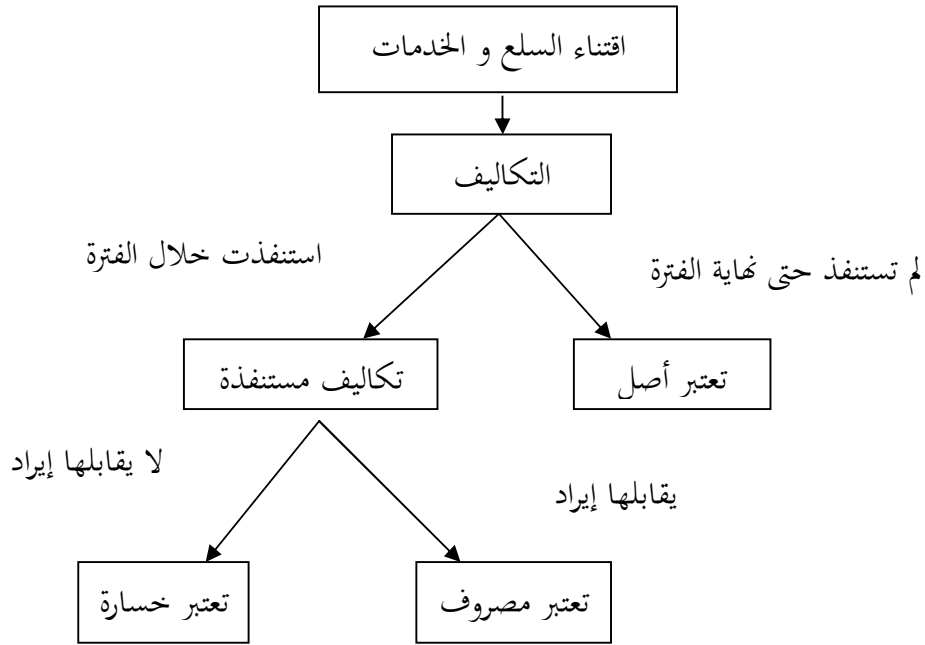 اقتناء السلع و الخدمات
التكاليف
لم تستنفذ حتى نهاية الفترة
استنفذت خلال الفترة
تعتبر أصل
تكاليف مستنفذة
يقابلها إيراد
لا يقابلها إيراد
تعتبر مصروف
تعتبر خسارة